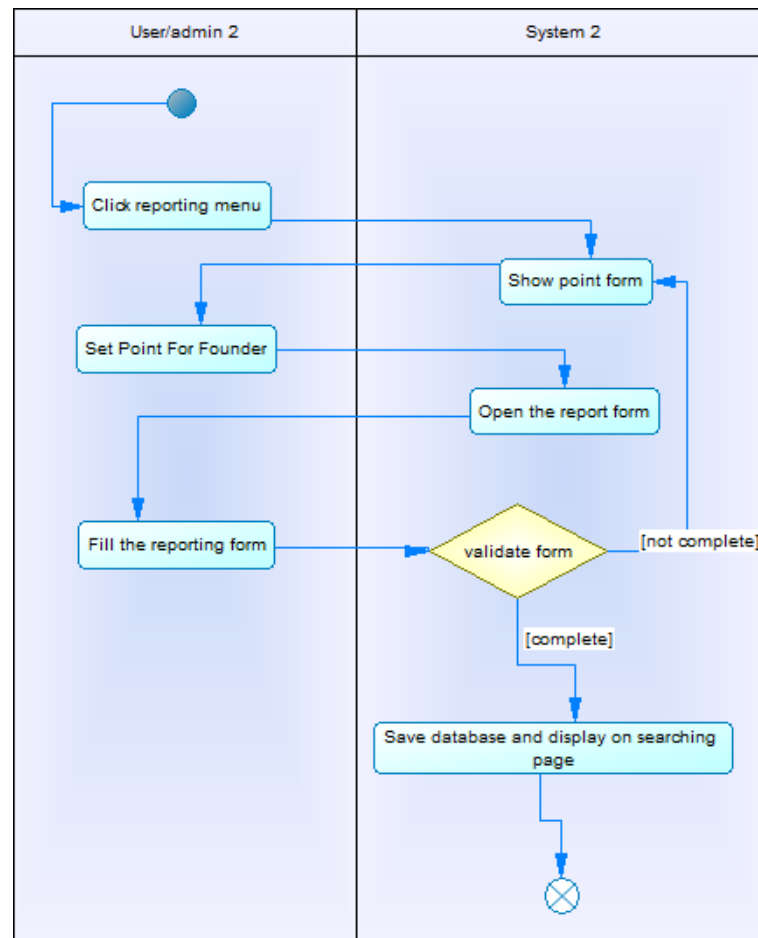 User/admin 2
System 2
Click reporting menu
Show point form
Set Point For Founder
Open the report form
Fill the reporting form
validate form
[not complete]
[complete]
Save database and display on searching
page